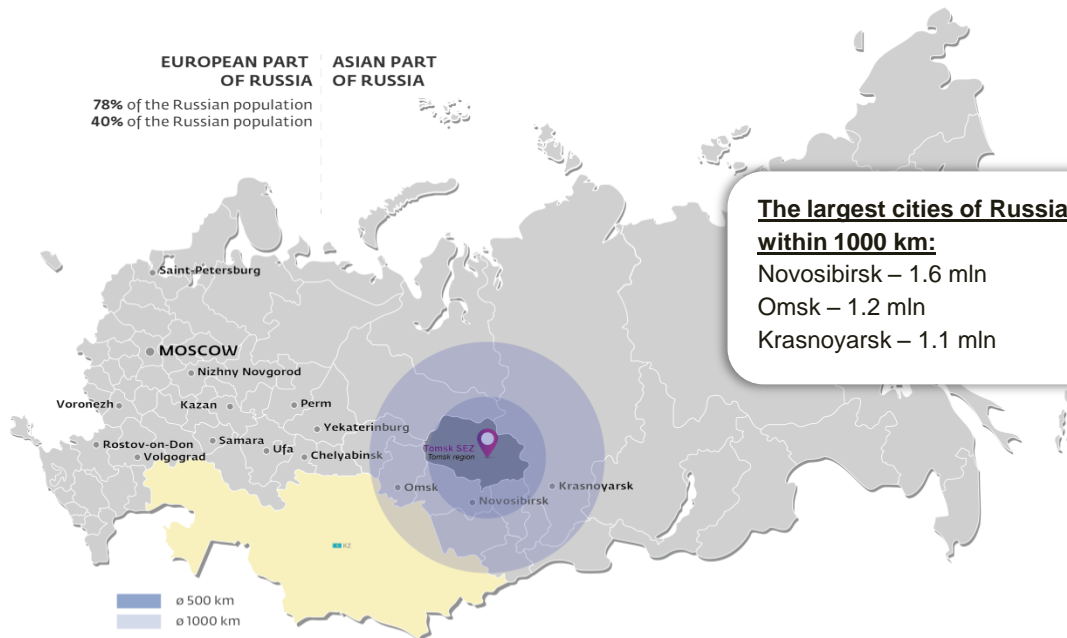 EUROPEAN PART
OF RUSSIA
78% of the Russian population
40% of the Russian population
ASIAN PART
OF RUSSIA
The largest cities of Russia
within 1000 km:
Novosibirsk – 1.6 mln
Omsk – 1.2 mln
Krasnoyarsk – 1.1 mln
Saint-Petersburg
MOSCOW
Nizhny Novgorod
Voronezh
Kazan
Perm
Yekaterinburg
Rostov-on-Don
Samara
Volgograd
Ufa
Chelyabinsk
Tomsk SEZ
Tomsk region
Omsk
Novosibirsk
Krasnoyarsk
KZ
ø 500 km
ø 1000 km